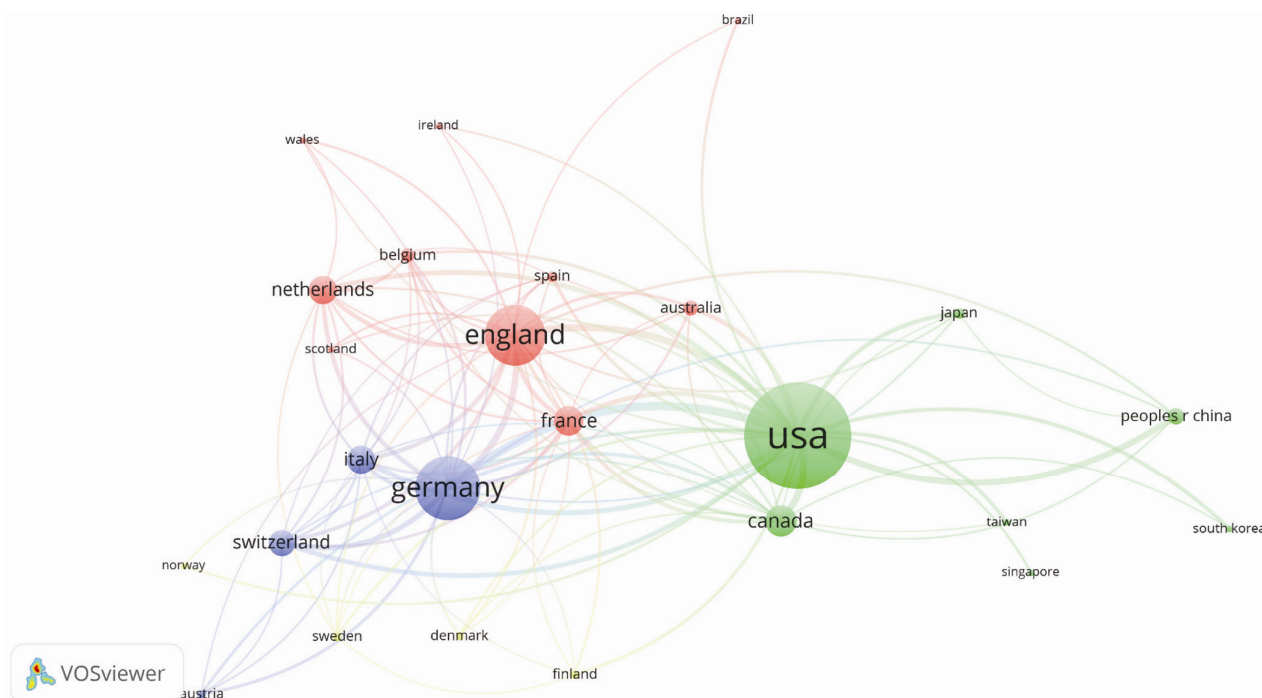 brazil
ireland
wales
belgium
spain
netherlands
australia
japan
england
scotland
peoples r china
france
usa
italy
germany
canada
taiwan
south korea
switzerland
norway
singapore
sweden
denmark
finland
VOSviewer
austria